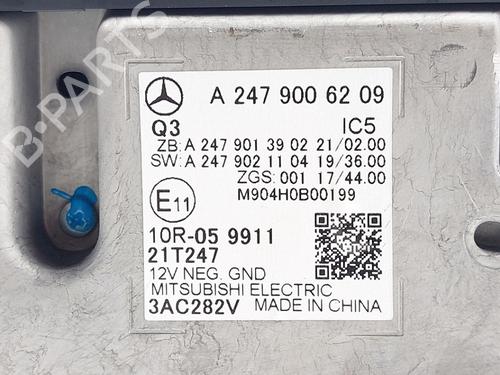 A 247 900 62 09
Q3 IC5
ZB: A 247 901 39 02 21/02.00
SW: A 247 902 11 04 19/36.00
ZGS: 001 17/44.00
M904H0B00199
E11
10R-05 9911
21T247
12V NEG. GND
MITSUBISHI ELECTRIC
3AC282V MADE IN CHINA
B-PARTS